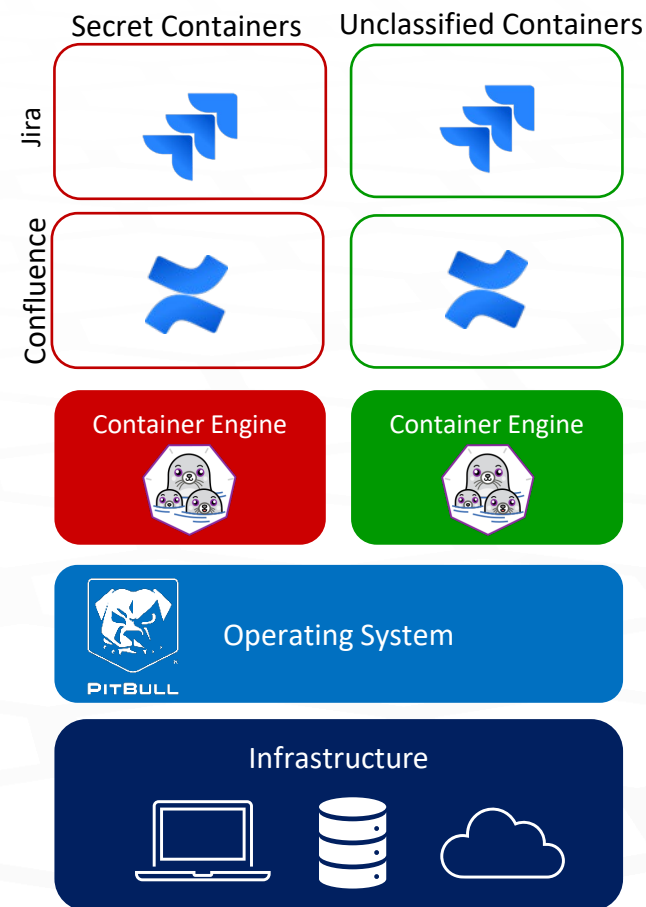 Secret Containers
Unclassified Containers
Jira
Confluence
Container Engine
Container Engine
PITBULL
Operating System
Infrastructure